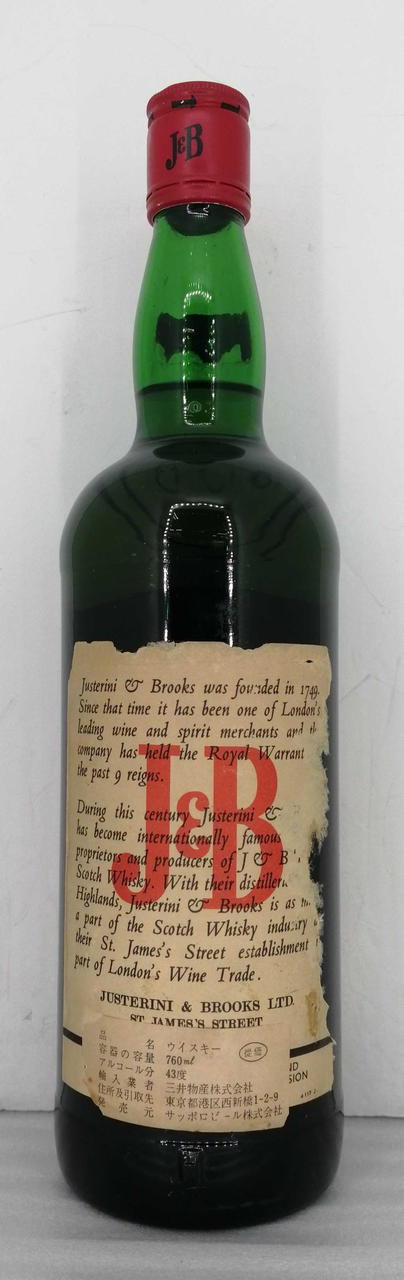 J&B
Justerini & Brooks was founded in 1749.
Since that time it has been one of London's
leading wine and spirit merchants and
company has held the Royal Warrant
the past 9 reigns.
J&B
During this century Justerini &
has become internationally famous
proprietors and producers of J & B
Scotch Whisky. With their
Highlands, Justerini & Brooks is as
a part of the Scotch Whisky industry
their St. James's Street establishment
part of London's Wine Trade.
JUSTERINI & BROOKS LTD.
ST. JAMES'S STREET
品名 ウイスキー 従価
容器の容量 760ml
アルコール分 43度
輸入業者 三井物産株式会社
住所及引取先 東京都港区西新橋1-2-9
発売元 サッポロビール株式会社